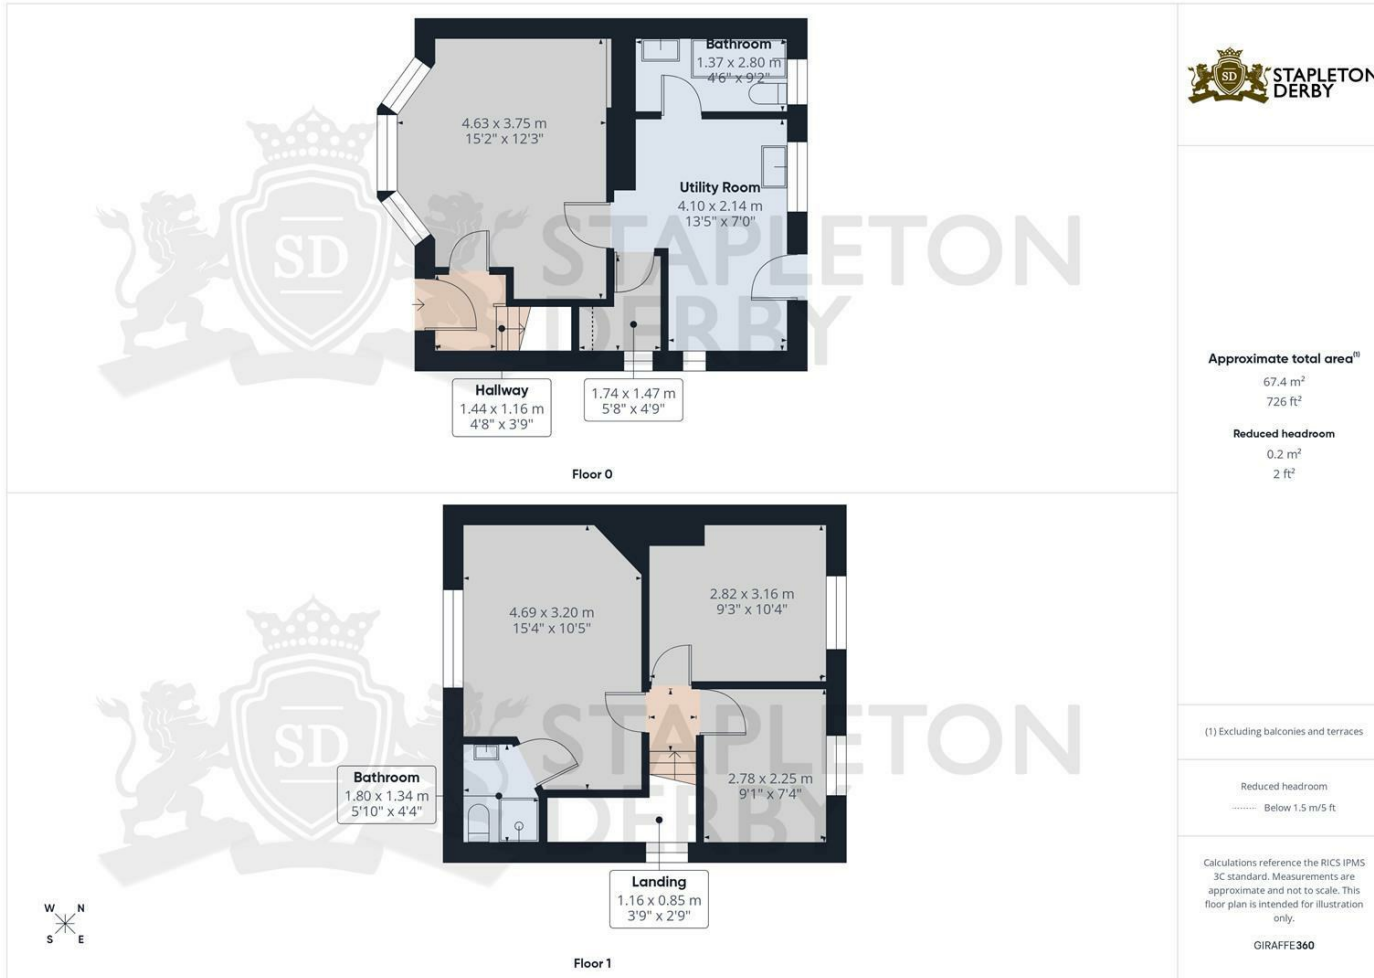 Bathroom
1.37 x 2.80 m
4'6" x 9'2"
4.63 x 3.75 m
15'2" x 12'3"
Utility Room
4.10 x 2.14 m
13'5" x 7'0"
SD
STAPLETON
DERBY
Hallway
1.44 x 1.16 m
4'8" x 3'9"
1.74 x 1.47 m
5'8" x 4'9"
Floor 0
4.69 x 3.20 m
15'4" x 10'5"
2.82 x 3.16 m
9'3" x 10'4"
SD
STAPLETON
DERBY
2.78 x 2.25 m
9'1" x 7'4"
Bathroom
1.80 x 1.34 m
5'10" x 4'4"
Landing
1.16 x 0.85 m
3'9" x 2'9"
W N
S E
Floor 1
SD
STAPLETON
DERBY
Approximate total area(1)
67.4 m²
726 ft²
Reduced headroom
0.2 m²
2 ft²
(1) Excluding balconies and terraces
Reduced headroom
Below 1.5 m/5 ft
Calculations reference the RICS IPMS
3C standard. Measurements are
approximate and not to scale. This
floor plan is intended for illustration
only.
GIRAFFE360